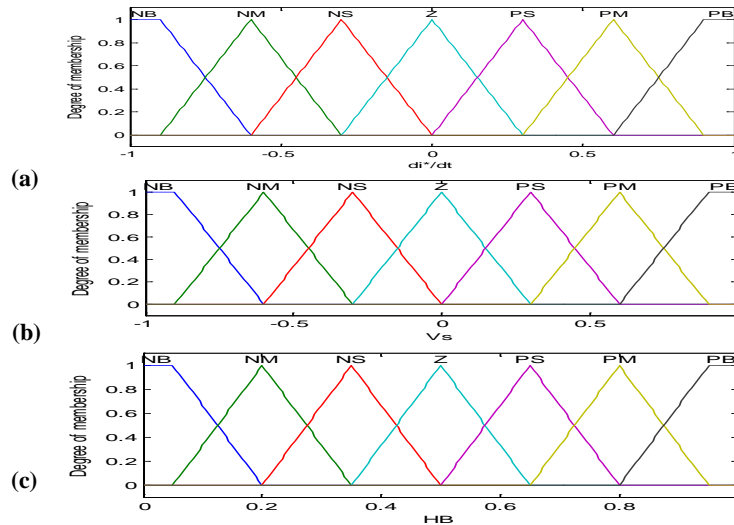 NB NM NS Z PS PM PB
Degree of membership
1
0.8
0.6
0.4
0.2
0
-1 -0.5 0 0.5 1
di*/dt
(a)
NB NM NS Z PS PM PB
Degree of membership
1
0.8
0.6
0.4
0.2
0
-1 -0.5 0 0.5
Vs
(b)
NB NM NS Z PS PM PB
Degree of membership
1
0.8
0.6
0.4
0.2
0
0 0.2 0.4 0.6 0.8
HB
(c)